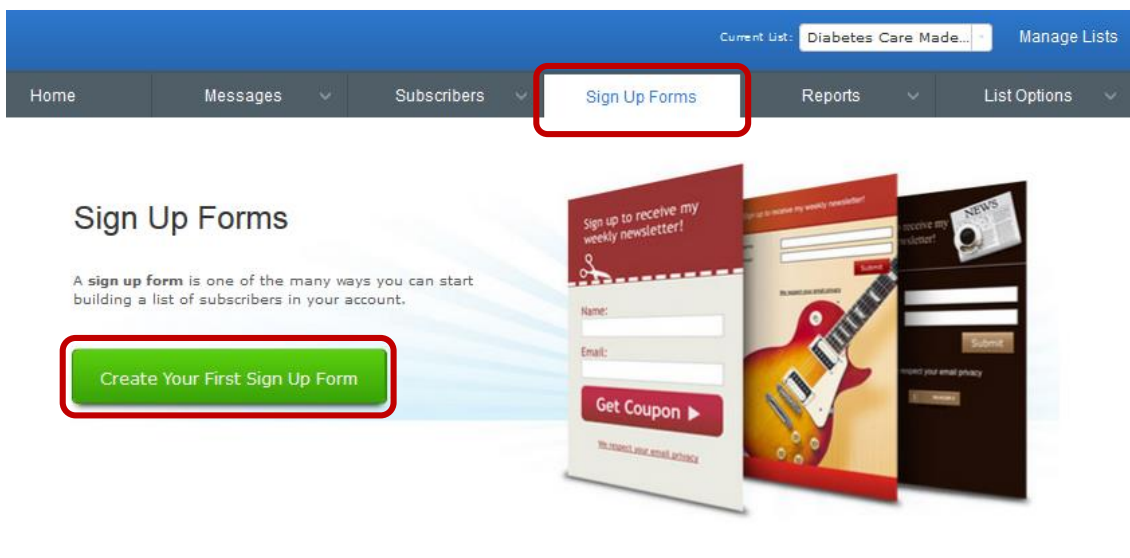 Current List: Diabetes Care Made... Manage Lists
Home Messages Subscribers Sign Up Forms Reports List Options
Sign Up Forms
A sign up form is one of the many ways you can start
building a list of subscribers in your account.
Create Your First Sign Up Form
Sign up to receive my
weekly newsletter!
Name:
Email:
Get Coupon
We respect your email privacy
Sign up to receive my weekly newsletter!
Submit
We respect your email privacy
NEWS
receive my
newsletter!
Submit
respect your email privacy